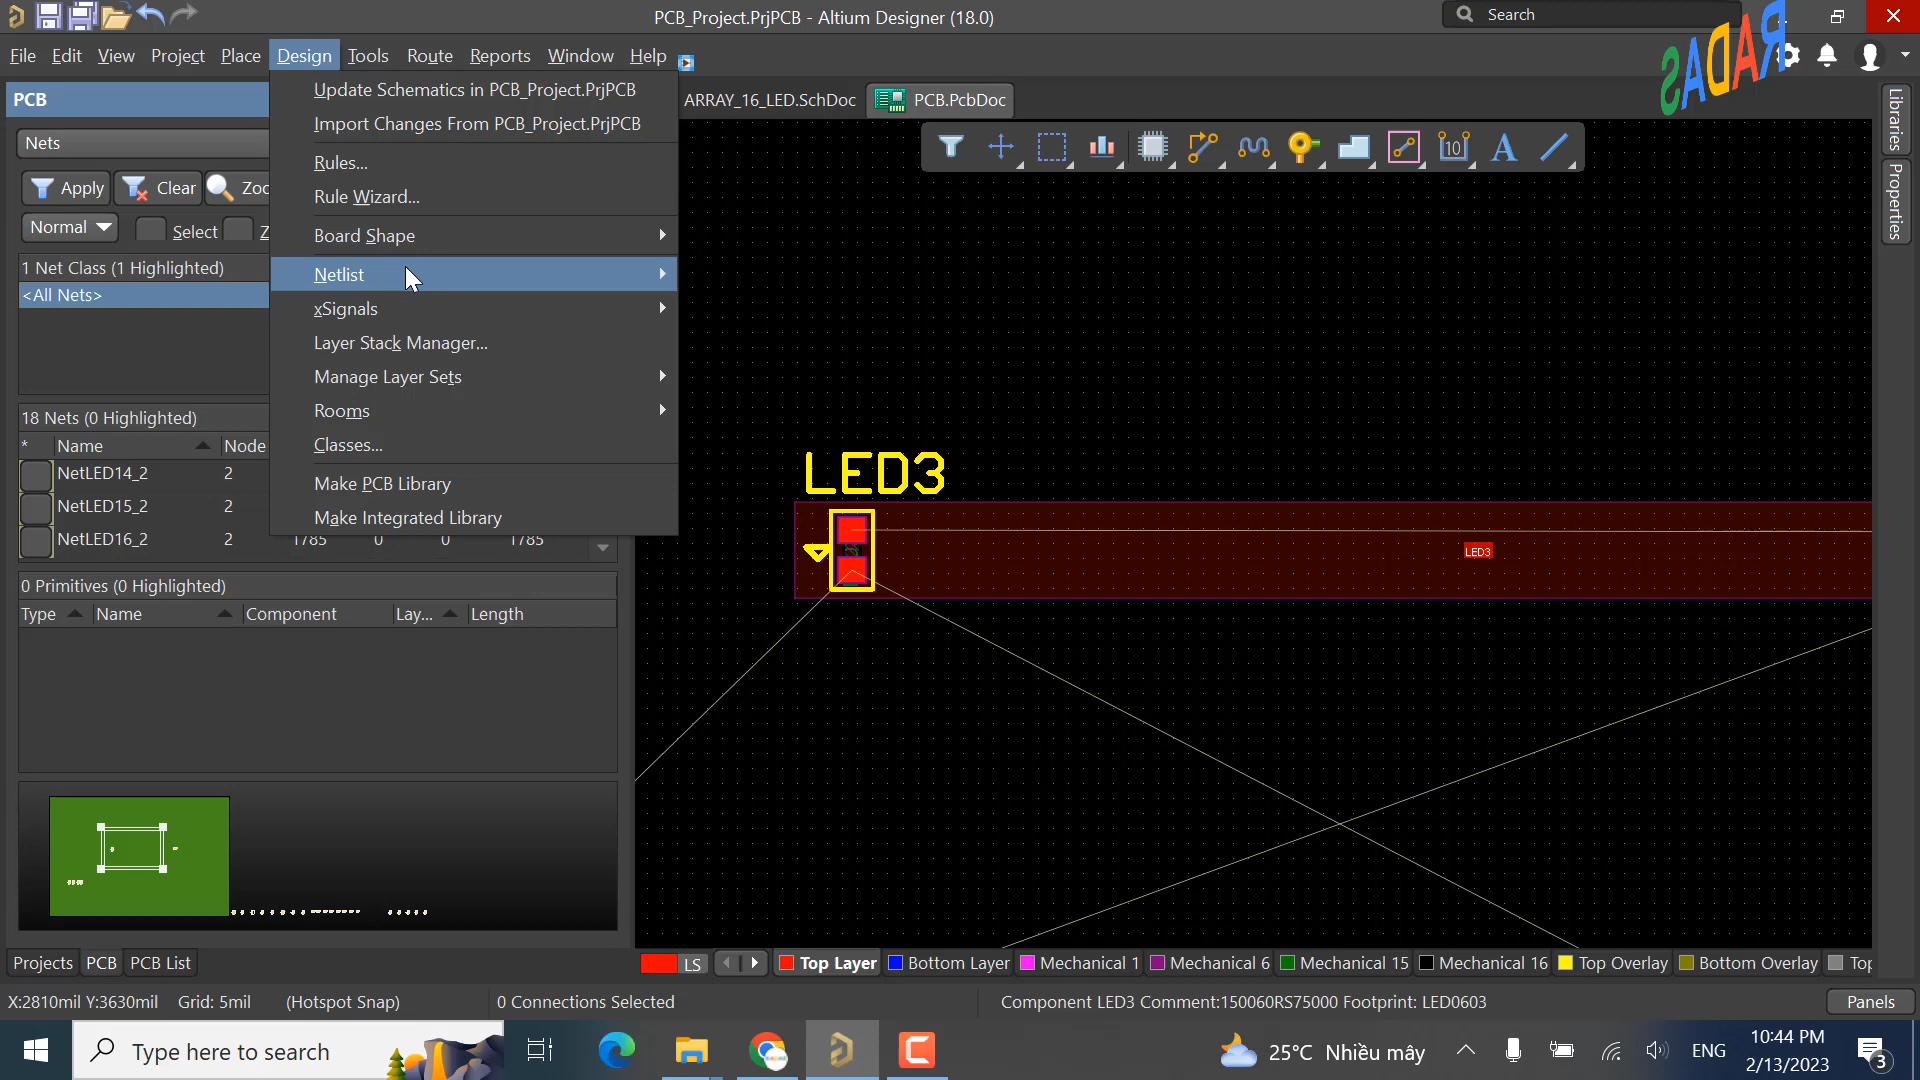 PCB_Project.PrjPCB - Altium Designer (18.0)
Search
File Edit View Project Place Design Tools Route Reports Window Help
RADAS
PCB
Update Schematics in PCB_Project.PrjPCB
ARRAY_16_LED.SchDoc
PCB.PcbDoc
Libraries
Nets
Import Changes From PCB_Project.PrjPCB
10
A
Rules...
Apply Clear Zoo
Rule Wizard...
Properties
Normal Select Z
Board Shape
1 Net Class (1 Highlighted)
Netlist
<All Nets>
xSignals
Layer Stack Manager...
Manage Layer Sets
Rooms
18 Nets (0 Highlighted)
* Name Node
Classes...
NetLED14_2 2
Make PCB Library
LED3
NetLED15_2 2
Make Integrated Library
NetLED16_2 2 1785 0 0 1785
LED3
0 Primitives (0 Highlighted)
Type Name Component Lay... Length
Projects PCB PCB List
LS Top Layer Bottom Layer Mechanical 1 Mechanical 6 Mechanical 15 Mechanical 16 Top Overlay Bottom Overlay Top
X:2810mil Y:3630mil Grid: 5mil (Hotspot Snap) 0 Connections Selected Component LED3 Comment:150060RS75000 Footprint: LED0603 Panels
Type here to search
25°C Nhiều mây
ENG
10:44 PM
2/13/2023
3